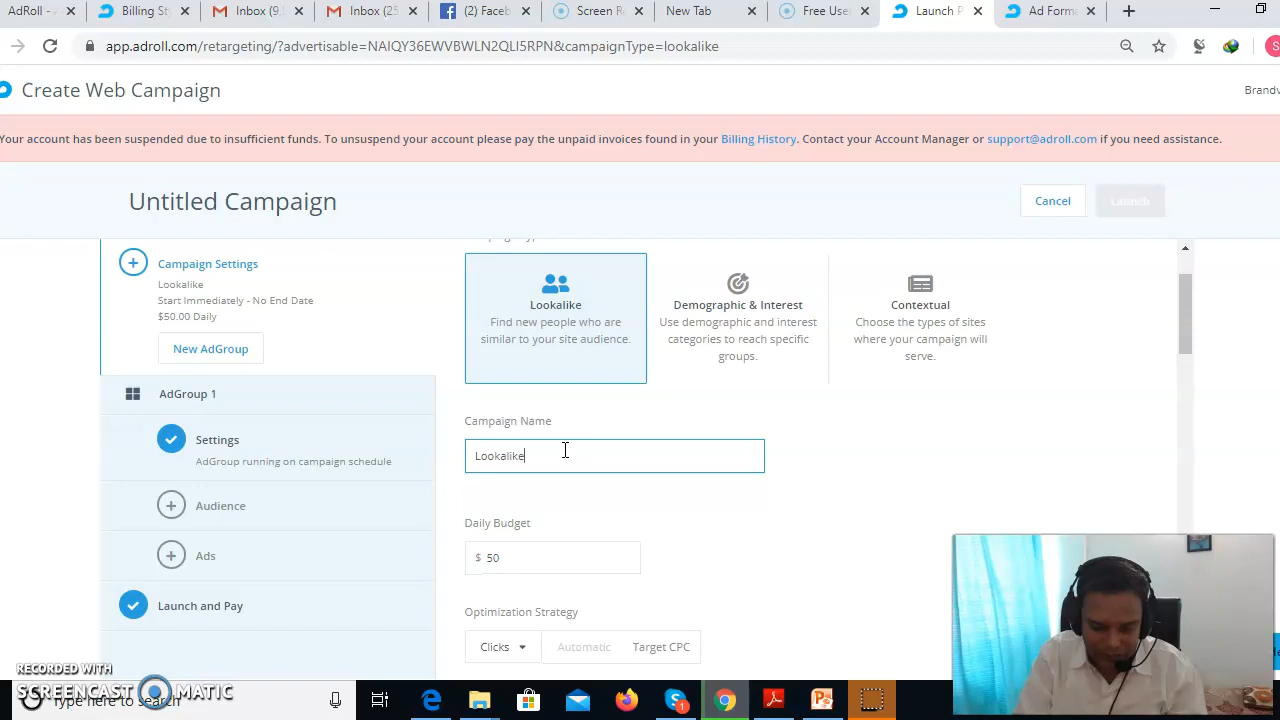 AdRoll -
Billing St
Inbox (9.
Inbox (25
(2) Faceb
Screen R
New Tab
Free Use
Launch P
Ad Forma
app.adroll.com/retargeting/?advertisable=NAIQY36EWVBWLN2QLI5RPN&campaignType=lookalike
Create Web Campaign
Brandv
Your account has been suspended due to insufficient funds. To unsuspend your account please pay the unpaid invoices found in your Billing History. Contact your Account Manager or support@adroll.com if you need assistance.
Untitled Campaign
Cancel
Launch
Campaign Settings
Lookalike
Start Immediately - No End Date
$50.00 Daily
New AdGroup
AdGroup 1
Settings
AdGroup running on campaign schedule
Audience
Ads
Launch and Pay
Lookalike
Find new people who are
similar to your site audience.
Demographic & Interest
Use demographic and interest
categories to reach specific
groups.
Contextual
Choose the types of sites
where your campaign will
serve.
Campaign Name
Lookalike
Daily Budget
$ 50
Optimization Strategy
Clicks
Automatic
Target CPC
RECORDED WITH
SCREENCAST MATIC
Type here to search